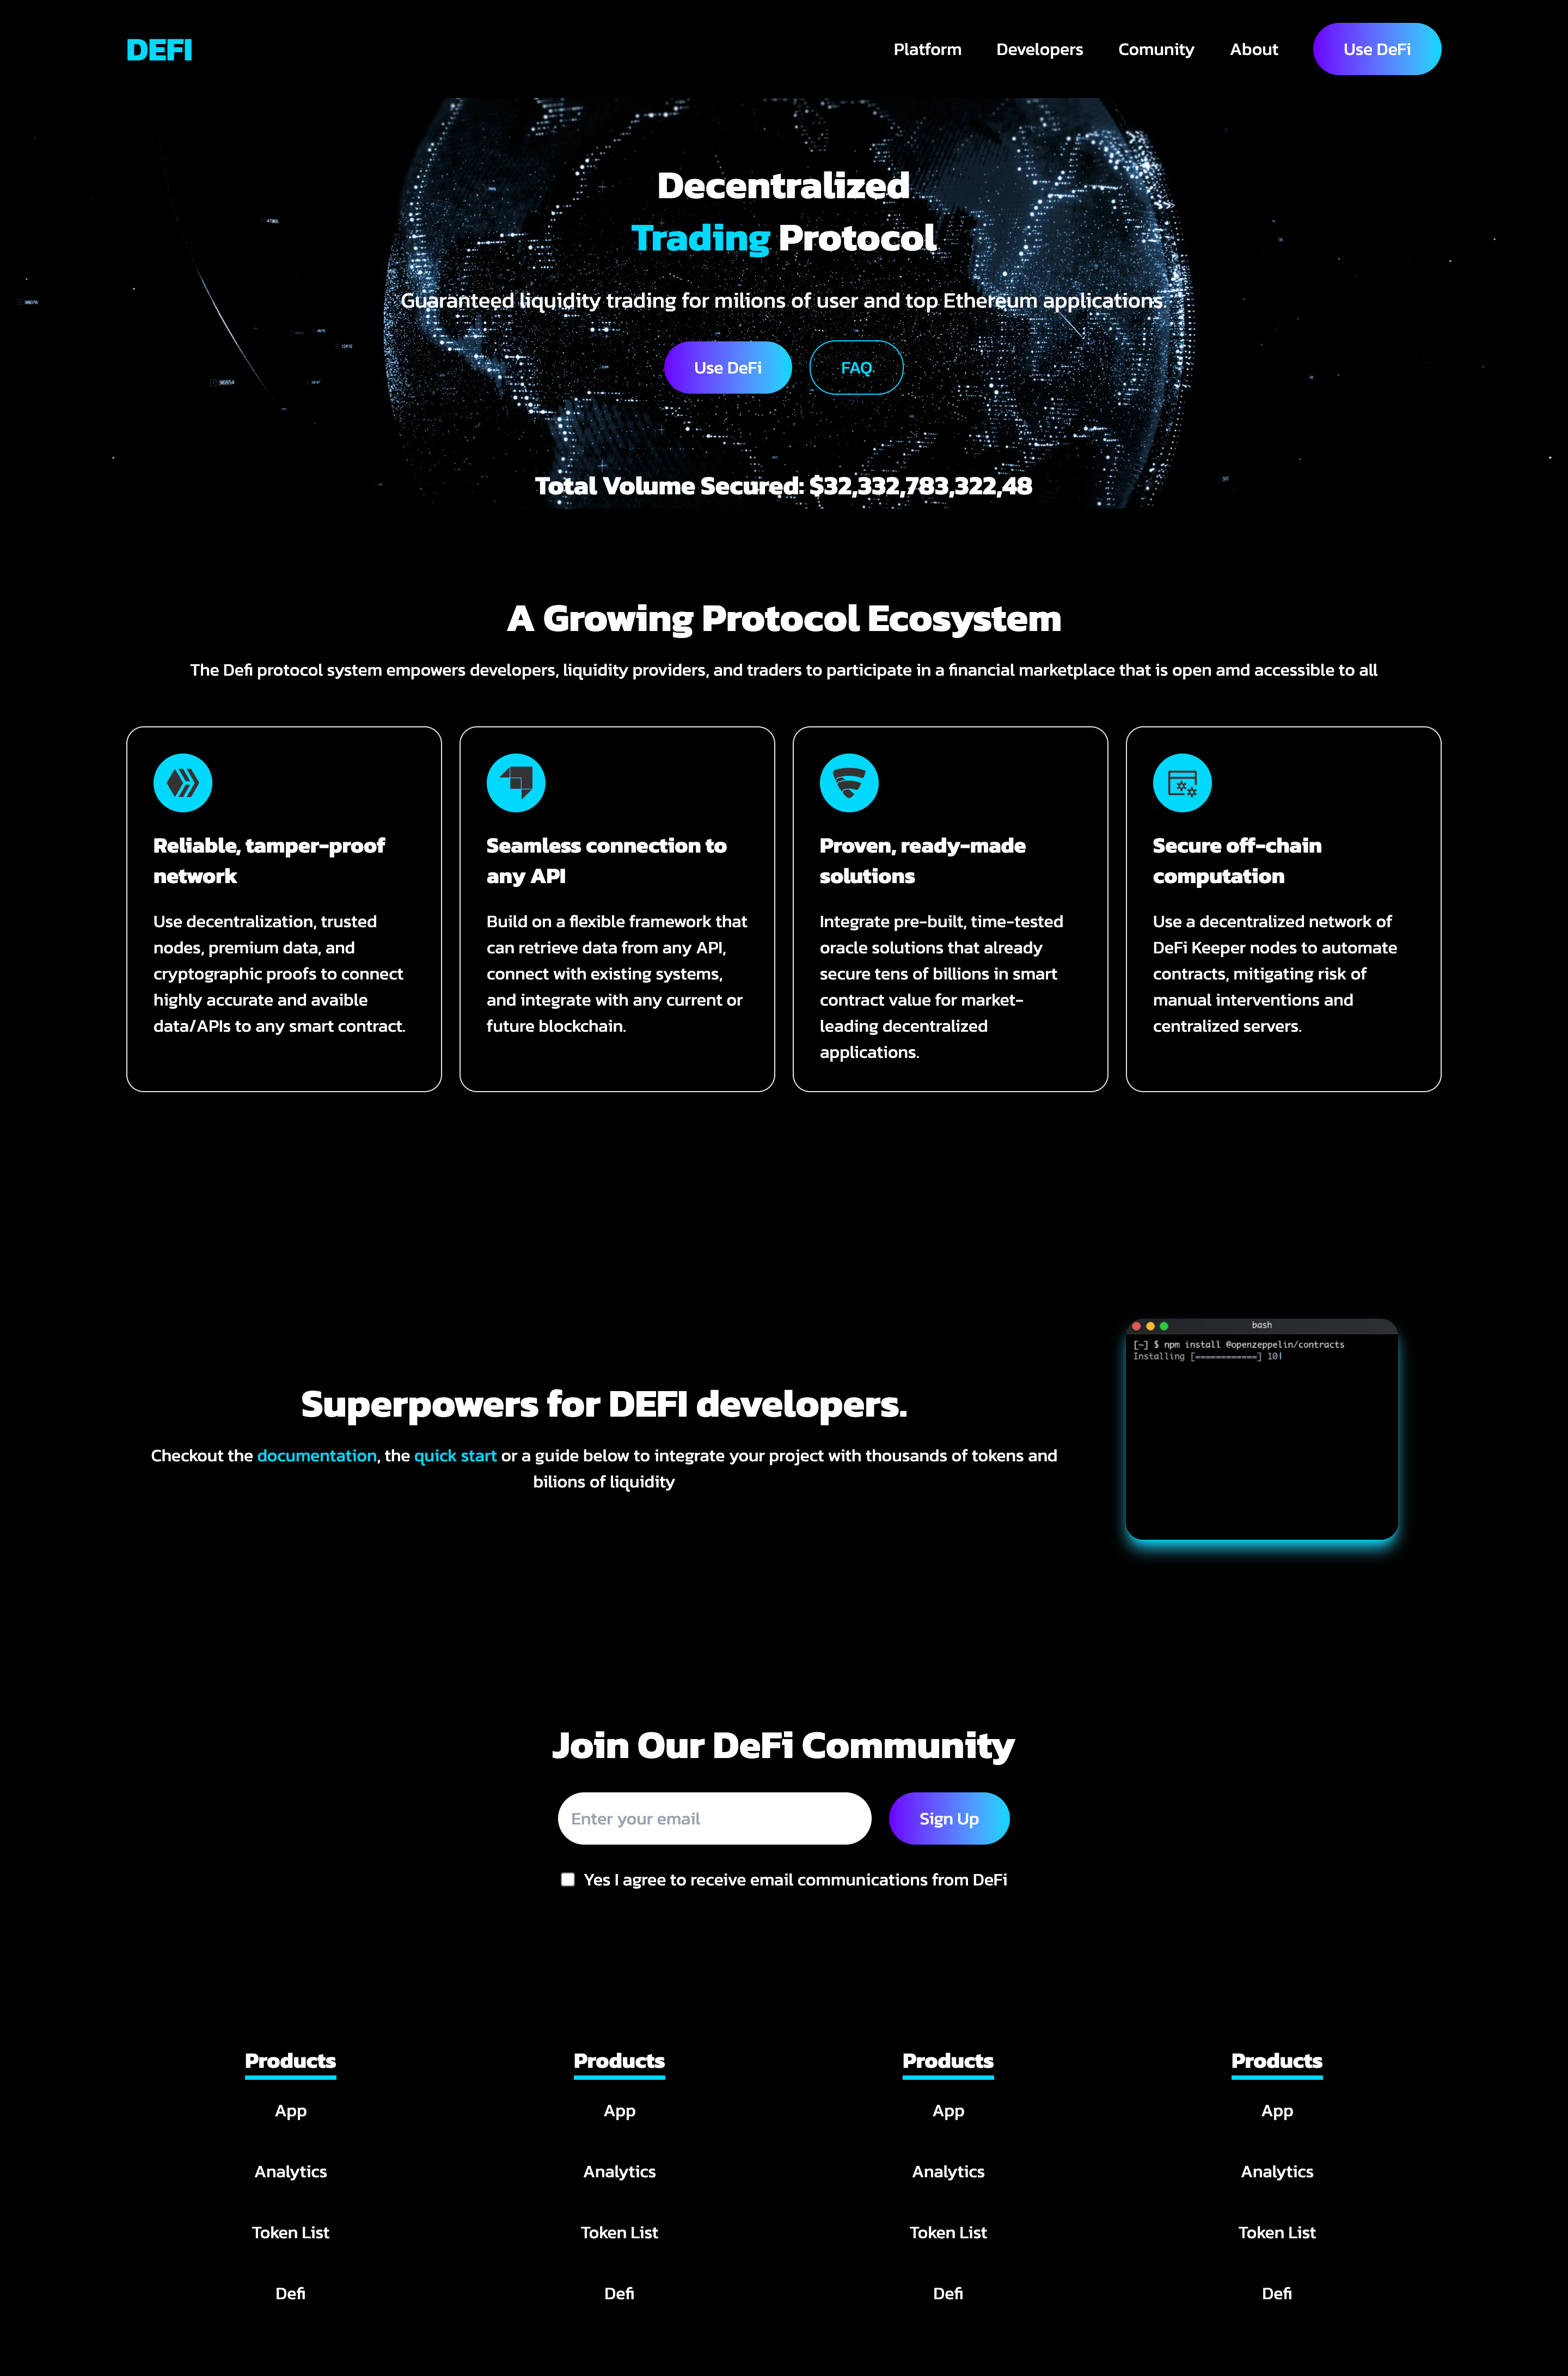 DEFI
Platform
Developers
Comunity
About
Use DeFi
Decentralized
Trading Protocol
Guaranteed liquidity trading for milions of user and top Ethereum applications.
Use DeFi
FAQ
Total Volume Secured: $32,332,783,322,48
A Growing Protocol Ecosystem
The Defi protocol system empowers developers, liquidity providers, and traders to participate in a financial marketplace that is open amd accessible to all
Reliable, tamper-proof
network
Use decentralization, trusted
nodes, premium data, and
cryptographic proofs to connect
highly accurate and avaible
data/APIs to any smart contract.
Seamless connection to
any API
Build on a flexible framework that
can retrieve data from any API,
connect with existing systems,
and integrate with any current or
future blockchain.
Proven, ready-made
solutions
Integrate pre-built, time-tested
oracle solutions that already
secure tens of billions in smart
contract value for market-
leading decentralized
applications.
Secure off-chain
computation
Use a decentralized network of
DeFi Keeper nodes to automate
contracts, mitigating risk of
manual interventions and
centralized servers.
Superpowers for DEFI developers.
Checkout the documentation, the quick start or a guide below to integrate your project with thousands of tokens and
bilions of liquidity
bash
[~] $ npm install @openzeppelin/contracts
Installing [============] 10
Join Our DeFi Community
Enter your email
Sign Up
Yes I agree to receive email communications from DeFi
Products
App
Analytics
Token List
Defi
Products
App
Analytics
Token List
Defi
Products
App
Analytics
Token List
Defi
Products
App
Analytics
Token List
Defi